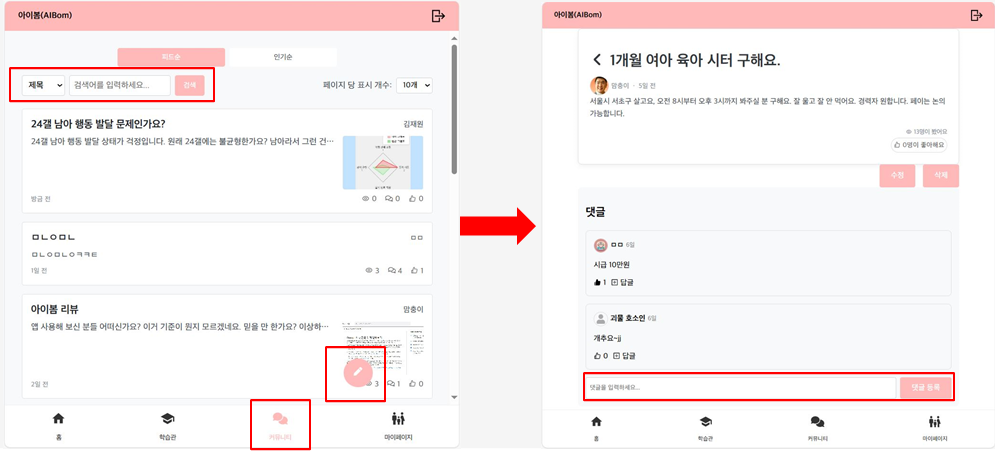 아이봄(AIBom)
피드순 인기순
제목 검색어를 입력하세요... 검색 페이지 당 표시 개수: 10개
24갤 남아 행동 발달 문제인가요? 김재원
24갤 남아 행동 발달 상태가 걱정입니다. 원래 24갤에는 불균형한가요? 남아라서 그런 건…
방금 전 0 0 0
ㅁㄴㅇㅁㄴ ㅁㅁ
ㅁㄴㅇㅁㄴㅇㅋㅋㅌ
1일 전 3 4 1
아이봄 리뷰 맘충이
앱 사용해 보신 분들 어떠신가요? 이거 기준이 뭔지 모르겠네요. 믿을 만 한가요? 이상하…
2일 전 3 1 0
홈 학습관 커뮤니티 마이페이지
아이봄(AIBom)
1개월 여아 육아 시터 구해요.
맘충이 · 5일 전
서울시 서초구 살고요, 오전 8시부터 오후 3시까지 봐주실 분 구해요. 잘 울고 잘 안 먹어요. 경력자 원합니다. 페이는 논의
가능합니다.
13명이 봤어요
0명이 좋아해요
수정 삭제
댓글
ㅁㅁ 6일
시급 10만원
1 답글
괴물 호소인 6일
개추요~jj
0 답글
댓글을 입력하세요... 댓글 등록
홈 학습관 커뮤니티 마이페이지